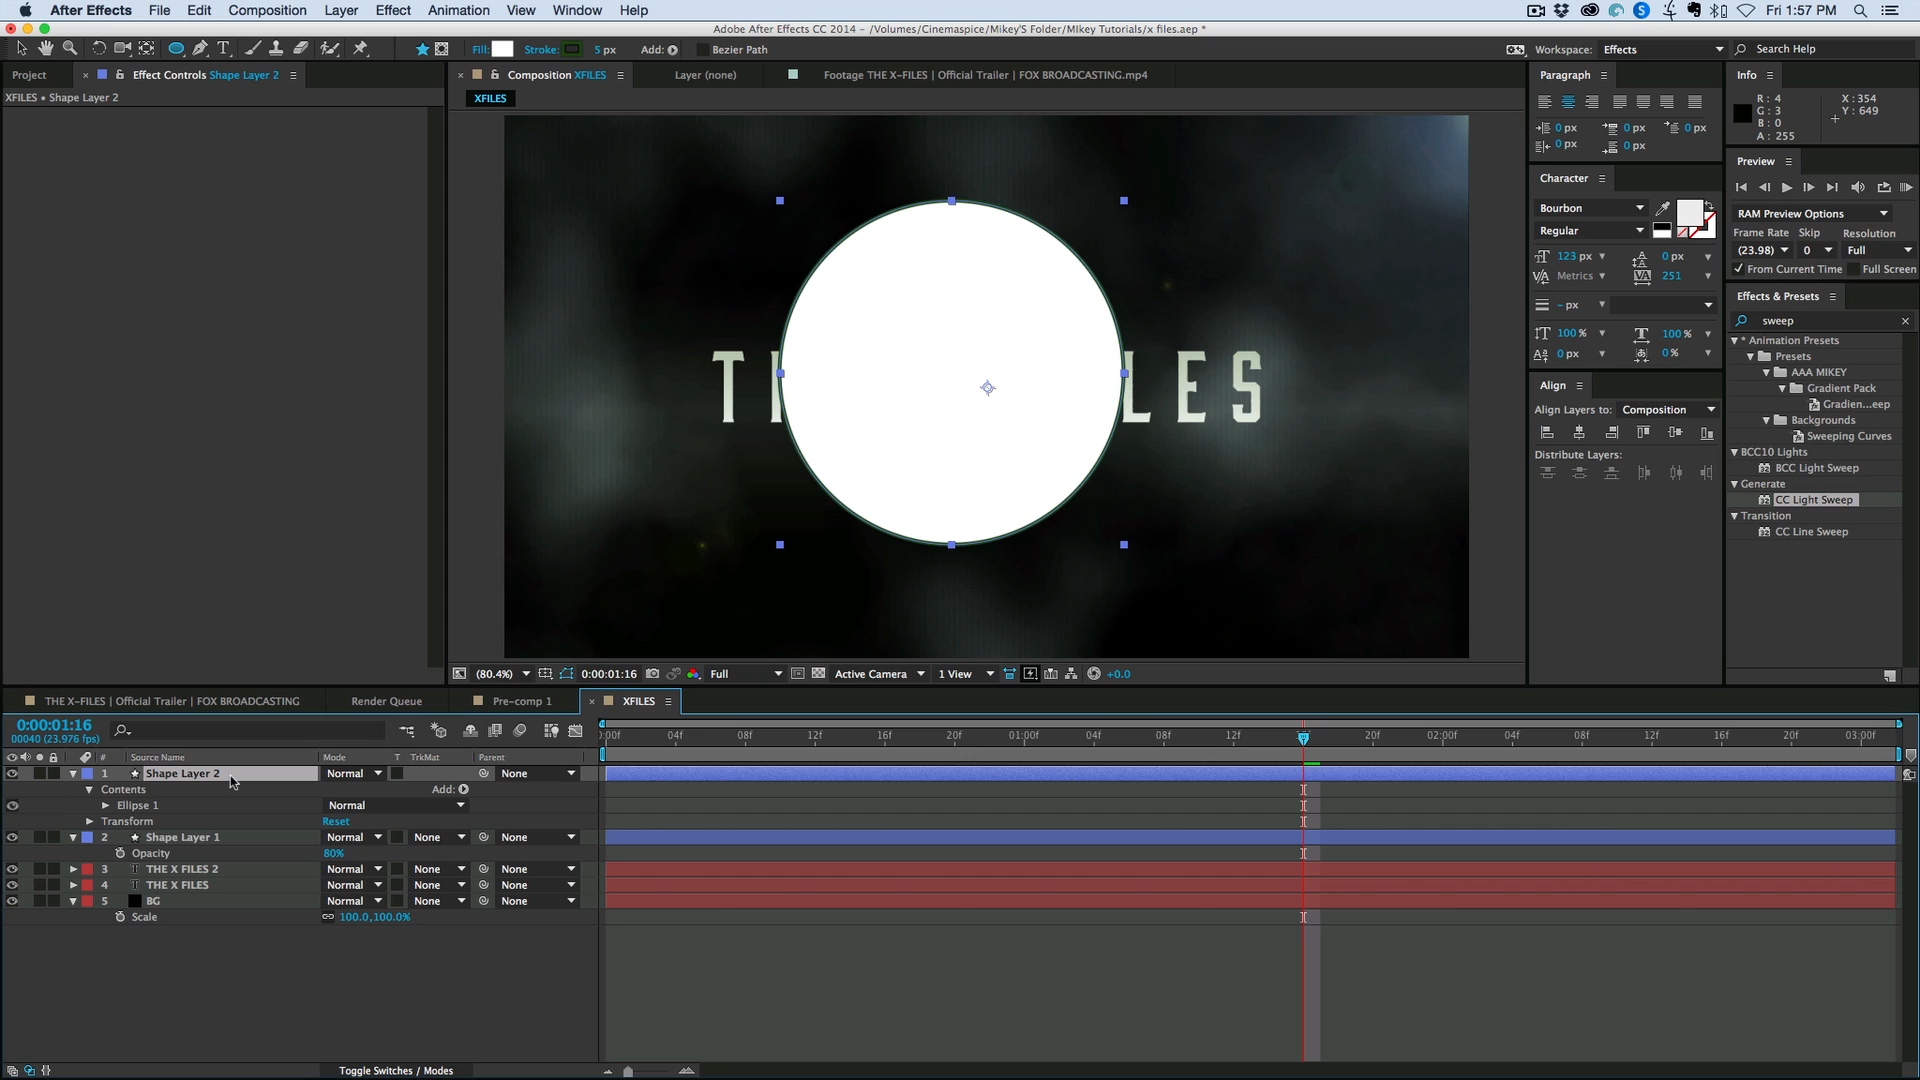 After Effects File Edit Composition Layer Effect Animation View Window Help Fri 1:57 PM
Adobe After Effects CC 2014 – /Volumes/Cinemaspice/Mikey'S Folder/MIkey Tutorials/x files.aep *
Fill: Stroke: 5 px Add: Bezier Path Workspace: Effects Search Help
Project Effect Controls Shape Layer 2 Composition XFILES Layer (none) Footage THE X-FILES | Official Trailer | FOX BROADCASTING.mp4 Paragraph Info
XFILES • Shape Layer 2
XFILES
R: 4
G: 3
B: 0
A: 255
X: 354
Y: 649
0 px 0 px 0 px
0 px 0 px
Preview
Character
Bourbon
Regular
RAM Preview Options
Frame Rate Skip Resolution
(23.98) 0 Full
From Current Time Full Screen
123 px 0 px
Metrics 251
- px
100 % 100 %
0 px 0 %
Effects & Presets
sweep
* Animation Presets
Presets
AAA MIKEY
Gradient Pack
Gradien...eep
Backgrounds
Sweeping Curves
BCC10 Lights
BCC Light Sweep
Generate
CC Light Sweep
Transition
CC Line Sweep
Align
Align Layers to: Composition
Distribute Layers:
T LES
(80.4%) 0:00:01:16 Full Active Camera 1 View +0.0
THE X-FILES | Official Trailer | FOX BROADCASTING Render Queue Pre-comp 1 XFILES
0:00:01:16
00040 (23.976 fps)
):00f 04f 08f 12f 16f 20f 01:00f 04f 08f 12f 20f 02:00f 04f 08f 12f 16f 20f 03:00f
# Source Name Mode T TrkMat Parent
1 Shape Layer 2 Normal None
Contents Add:
Ellipse 1 Normal
Transform Reset
2 Shape Layer 1 Normal None None
Opacity 80%
3 THE X FILES 2 Normal None None
4 THE X FILES Normal None None
5 BG Normal None None
Scale 100.0,100.0%
Toggle Switches / Modes